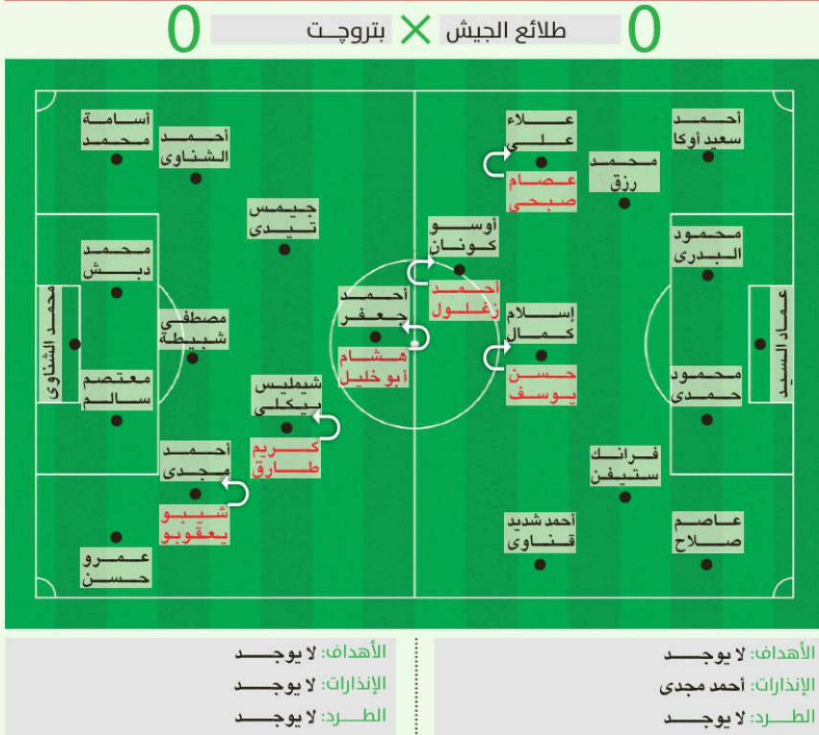 0 طلائع الجيش × بتروجت 0
أحمد
سعيد أوكا
محمود
البدرى
محمود
حمدى
عاصم
صلاح
عماد السيد
محمد
رزق
فرانك
ستيفن
علاء
على
عصام
صبحى
إسلام
كمال
حسن
يوسف
أحمد شديد
قناوى
أوسو
كونان
أحمد
زغلول
أحمد
جعفر
هشام
أبو خليل
جيمس
تيدى
شيمليس
بيكلى
كريم
طارق
أحمد
الشناوى
مصطفى
شبيطة
أحمد
مجدى
شيبو
يعقوبو
أسامة
محمد
محمد
دبش
معتصم
سالم
عمرو
حسن
محمد الشناوى
الأهداف: لا يوجد
الإنذارات: أحمد مجدى
الطرد: لا يوجد
الأهداف: لا يوجد
الإنذارات: لا يوجد
الطرد: لا يوجد